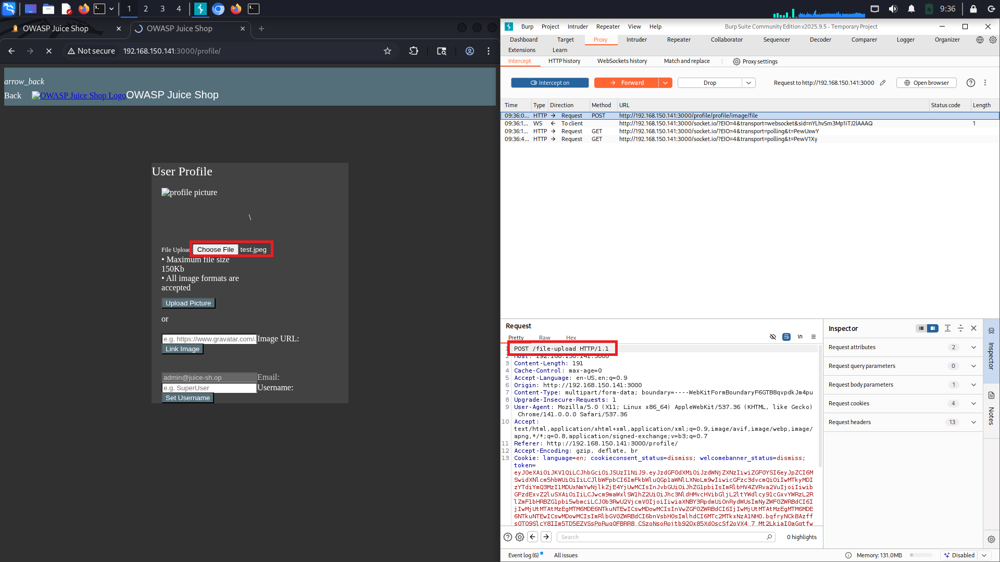 1 2 3 4 9:36
OWASP Juice Shop
OWASP Juice Shop
Not secure 192.168.150.141:3000/profile/
arrow_back
Back OWASP Juice Shop Logo OWASP Juice Shop
User Profile
profile picture
\
File Upload Choose File test.jpeg
• Maximum file size
150Kb
• All image formats are
accepted
Upload Picture
or
e.g. https://www.gravatar.com/ Image URL:
Link Image
admin@juice-sh.op Email:
e.g. SuperUser Username:
Set Username
Burp Project Intruder Repeater View Help Burp Suite Community Edition v2025.9.5 - Temporary Project
Dashboard Target Proxy Intruder Repeater Collaborator Sequencer Decoder Comparer Logger Organizer
Extensions Learn
Intercept HTTP history WebSockets history Match and replace Proxy settings
Intercept on Forward Drop Request to http://192.168.150.141:3000 Open browser
Time Type Direction Method URL Status code Length
09:36:0... HTTP → Request POST http://192.168.150.141:3000/profile/profile/image/file
09:36:1... WS ← To client http://192.168.150.141:3000/socket.io/?EIO=4&transport=websocket&sid=nYLhvSm3Mp1iTJ2lAAAQ 1
09:36:1... HTTP → Request GET http://192.168.150.141:3000/socket.io/?EIO=4&transport=polling&t=PewUxwY
09:36:4... HTTP → Request GET http://192.168.150.141:3000/socket.io/?EIO=4&transport=polling&t=PewV1Xy
Request
Pretty Raw Hex \n
1 POST /file-upload HTTP/1.1
2 Host: 192.168.150.141:3000
3 Content-Length: 191
4 Cache-Control: max-age=0
5 Accept-Language: en-US,en;q=0.9
6 Origin: http://192.168.150.141:3000
7 Content-Type: multipart/form-data; boundary=----WebKitFormBoundaryF6GTB8qvpdkJm4pu
8 Upgrade-Insecure-Requests: 1
9 User-Agent: Mozilla/5.0 (X11; Linux x86_64) AppleWebKit/537.36 (KHTML, like Gecko)
Chrome/141.0.0.0 Safari/537.36
10 Accept:
text/html,application/xhtml+xml,application/xml;q=0.9,image/avif,image/webp,image/
apng,*/*;q=0.8,application/signed-exchange;v=b3;q=0.7
11 Referer: http://192.168.150.141:3000/profile/
12 Accept-Encoding: gzip, deflate, br
13 Cookie: language=en; cookieconsent_status=dismiss; welcomebanner_status=dismiss;
token=
Search 0 highlights
Inspector
Request attributes 2
Request query parameters 0
Request body parameters 1
Request cookies 4
Request headers 13
Inspector
Notes
Event log (6) All issues Memory: 131.0MB Disabled